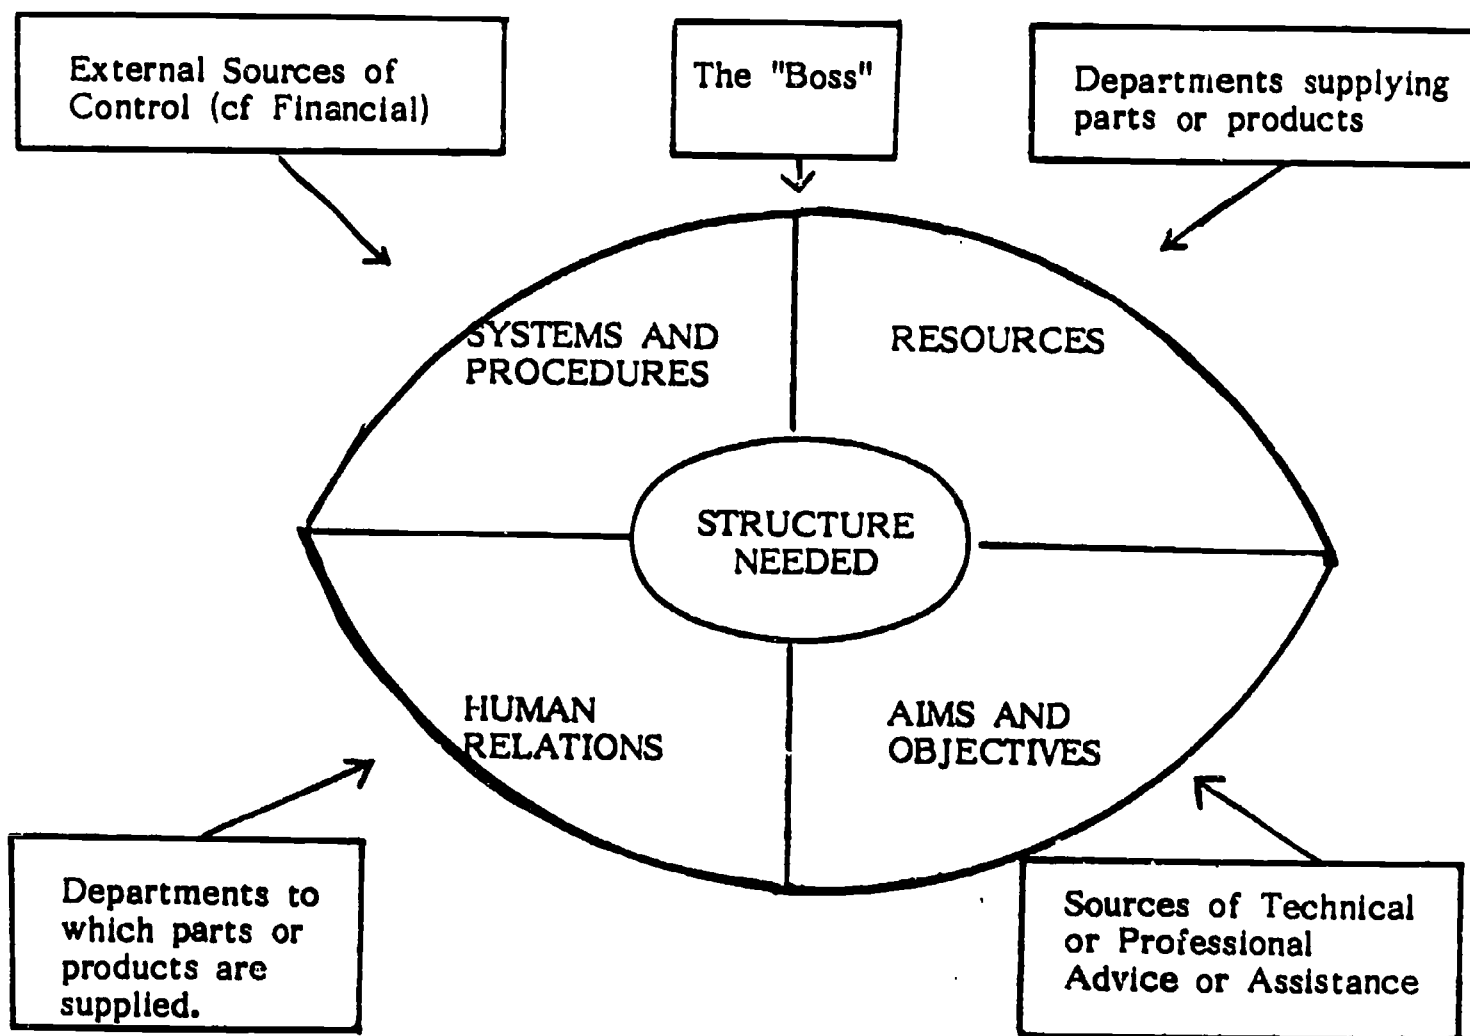 External Sources of
Control (cf Financial)
The "Boss"
Departments supplying
parts or products
SYSTEMS AND
PROCEDURES
RESOURCES
STRUCTURE
NEEDED
HUMAN
RELATIONS
AIMS AND
OBJECTIVES
Departments to
which parts or
products are
supplied.
Sources of Technical
or Professional
Advice or Assistance